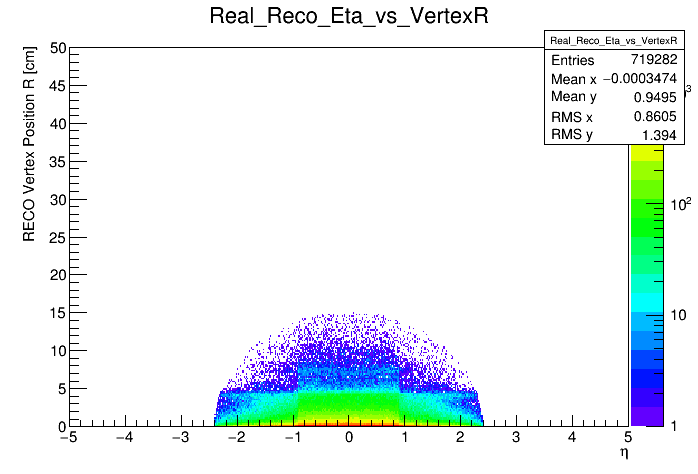 Real_Reco_Eta_vs_VertexR
Real_Reco_Eta_vs_VertexR
Entries 719282
Mean x −0.0003474
Mean y 0.9495
RMS x 0.8605
RMS y 1.394
RECO Vertex Position R [cm]
50
45
40
35
30
25
20
15
10
5
0
−5 −4 −3 −2 −1 0 1 2 3 4 5
η
3
10²
10
1